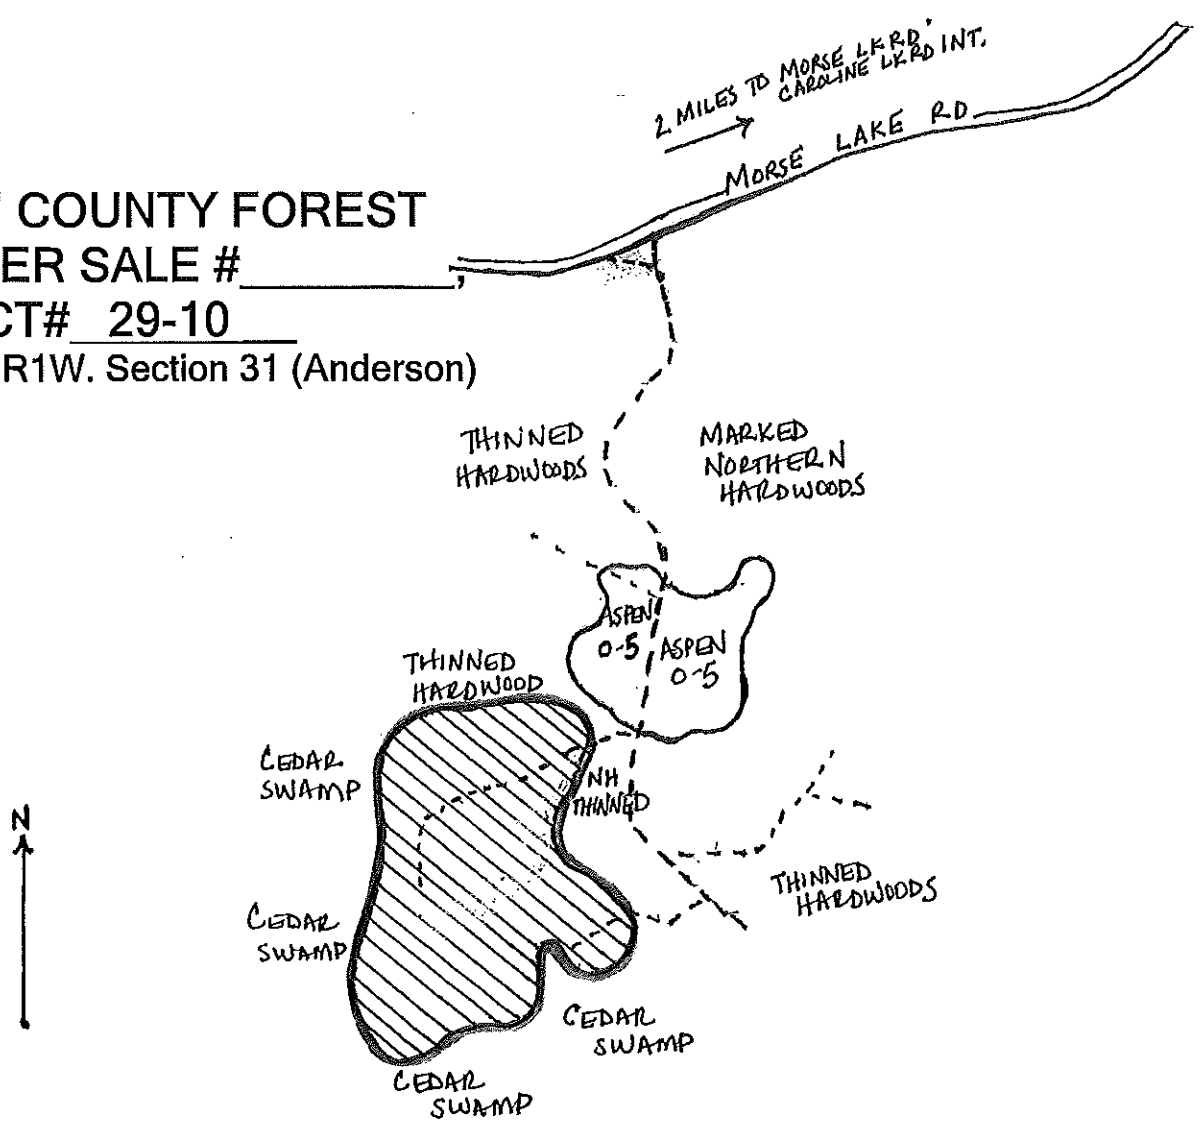 2 MILES TO MORSE LK RD
CAROLINE LK RD INT.
MORSE LAKE RD
COUNTY FOREST
ER SALE #________,
CT# 29-10
R1W. Section 31 (Anderson)
THINNED
HARDWOODS
MARKED
NORTHERN
HARDWOODS
ASPEN
0-5
ASPEN
0-5
THINNED
HARDWOOD
CEDAR
SWAMP
NH
THINNED
N
THINNED
HARDWOODS
CEDAR
SWAMP
CEDAR
SWAMP
CEDAR
SWAMP